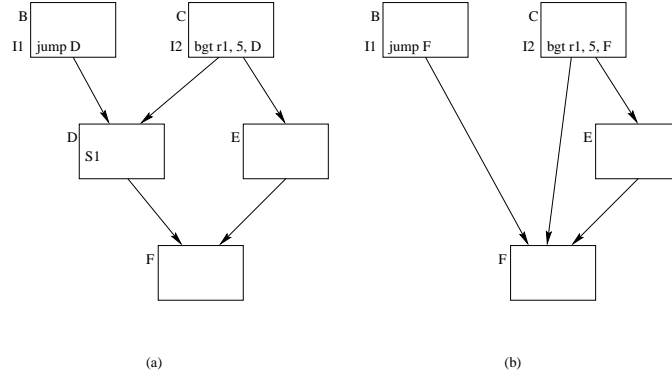 B
I1 jump D
C
I2 bgt r1, 5, D
D
S1
E
F
(a)
B
I1 jump F
C
I2 bgt r1, 5, F
E
F
(b)